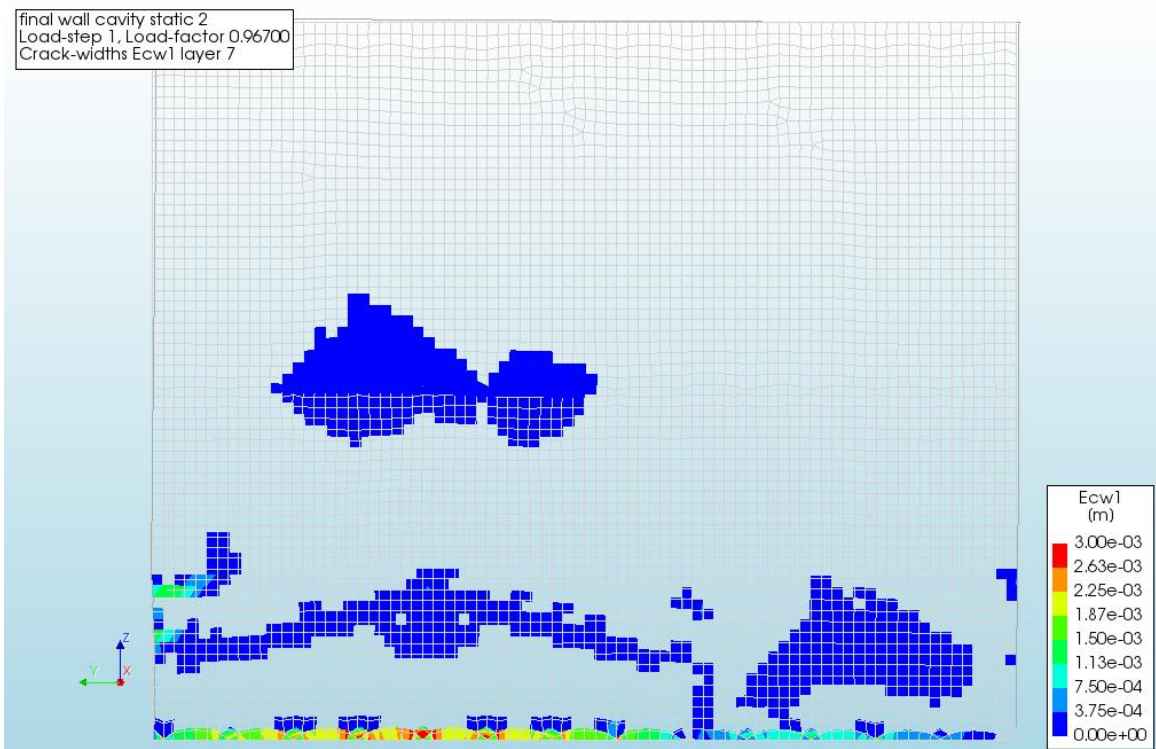 final wall cavity static 2
Load-step 1, Load-factor 0.96700
Crack-widths Ecw1 layer 7
Z
Y
X
Ecw1
(m)
3.00e-03
2.63e-03
2.25e-03
1.87e-03
1.50e-03
1.13e-03
7.50e-04
3.75e-04
0.00e+00